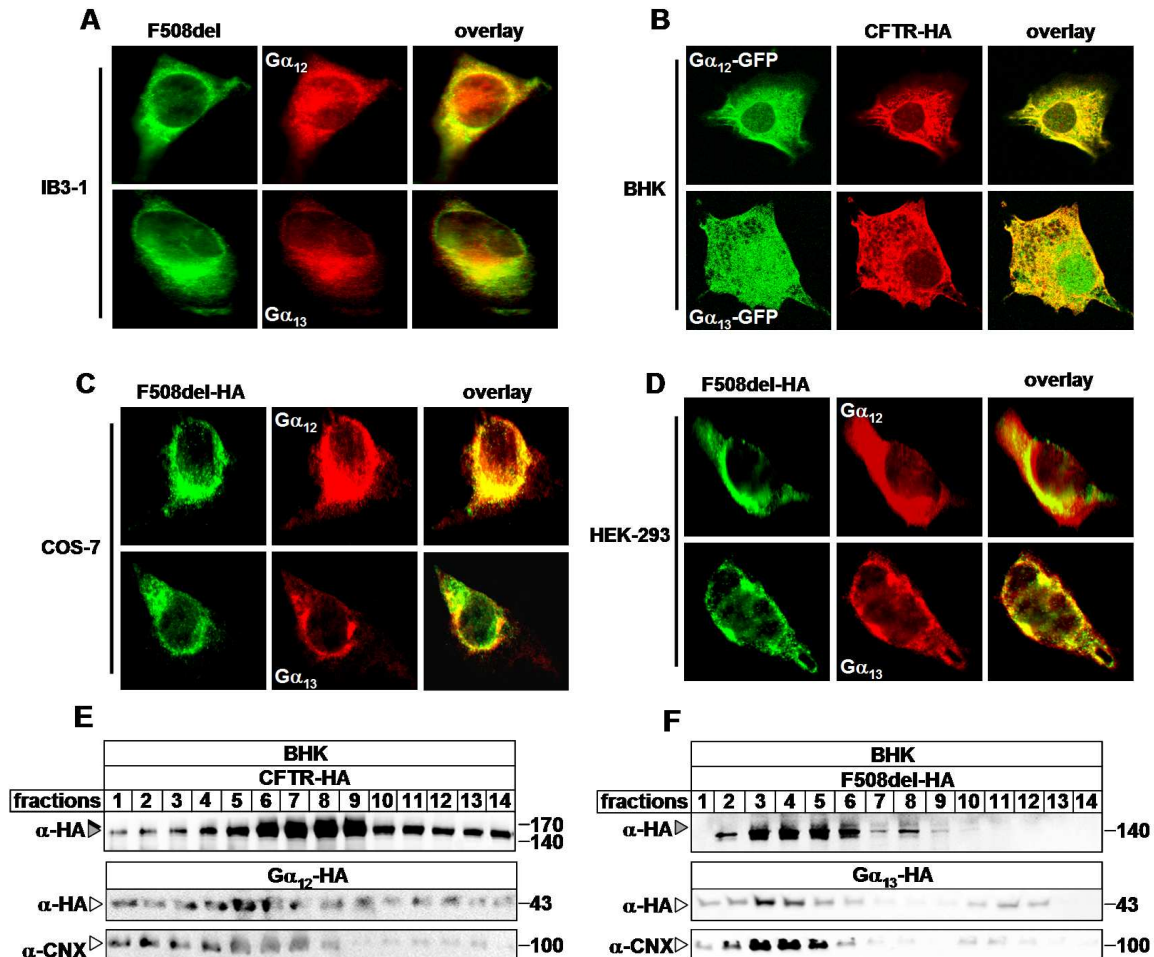 A
F508del
overlay
Gα12
IB3-1
Gα13
B
CFTR-HA
overlay
Gα12-GFP
BHK
Gα13-GFP
C
F508del-HA
overlay
Gα12
COS-7
Gα13
D
F508del-HA
overlay
Gα12
HEK-293
Gα13
E
BHK
CFTR-HA
fractions 1 2 3 4 5 6 7 8 9 10 11 12 13 14
α-HA
-170
-140
Gα12-HA
α-HA
-43
α-CNX
-100
F
BHK
F508del-HA
fractions 1 2 3 4 5 6 7 8 9 10 11 12 13 14
α-HA
-140
Gα13-HA
α-HA
-43
α-CNX
-100